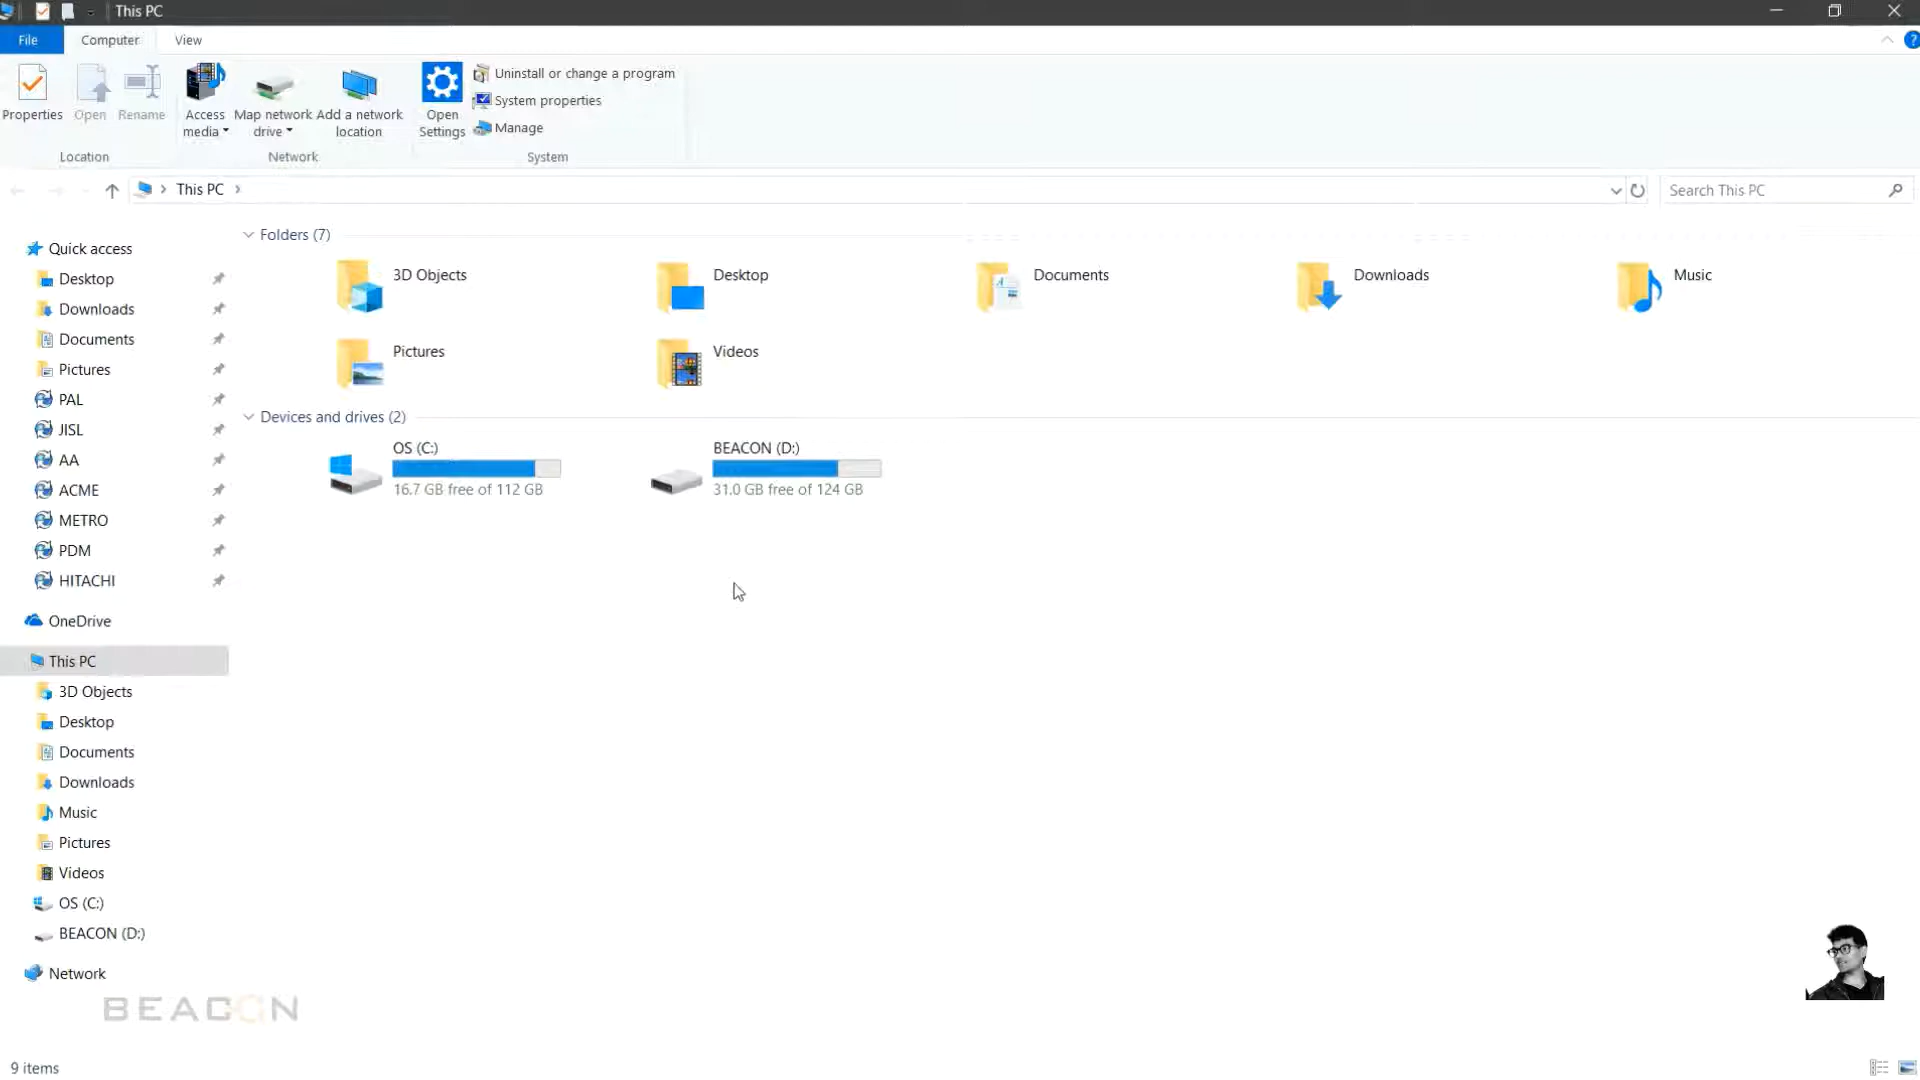 This PC
File
Computer
View
Properties
Open
Rename
Access media
Map network drive
Add a network location
Open Settings
Uninstall or change a program
System properties
Manage
Location
Network
System
This PC
Search This PC
Quick access
Desktop
Downloads
Documents
Pictures
PAL
JISL
AA
ACME
METRO
PDM
HITACHI
OneDrive
This PC
3D Objects
Desktop
Documents
Downloads
Music
Pictures
Videos
OS (C:)
BEACON (D:)
Network
Folders (7)
3D Objects
Desktop
Documents
Downloads
Music
Pictures
Videos
Devices and drives (2)
OS (C:)
16.7 GB free of 112 GB
BEACON (D:)
31.0 GB free of 124 GB
BEACON
9 items